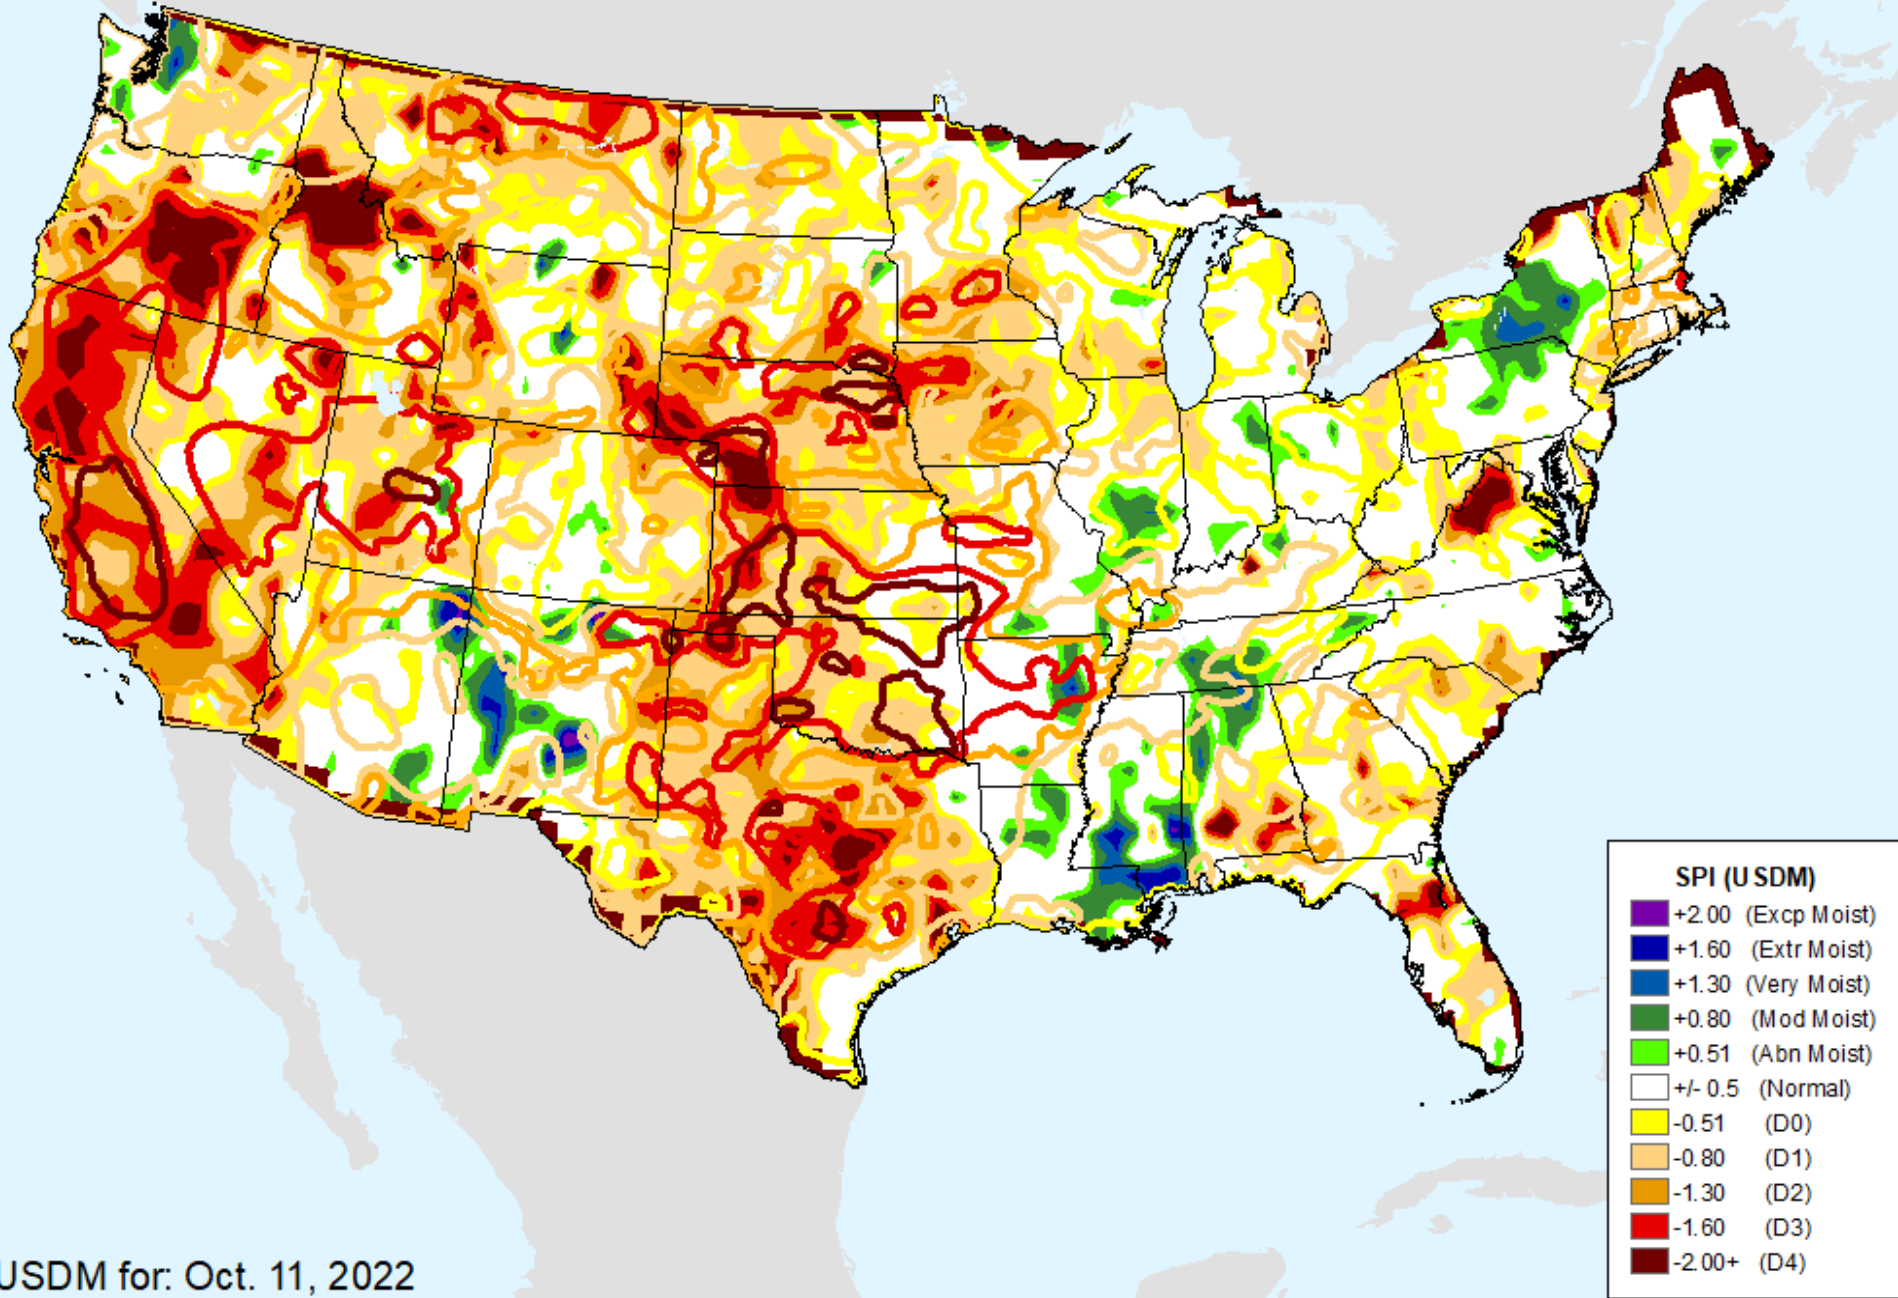 SPI (USDM)
+2.00 (Excp Moist)
+1.60 (Extr Moist)
+1.30 (Very Moist)
+0.80 (Mod Moist)
+0.51 (Abn Moist)
+/- 0.5 (Normal)
-0.51 (D0)
-0.80 (D1)
-1.30 (D2)
-1.60 (D3)
-2.00+ (D4)
USDM for: Oct. 11, 2022